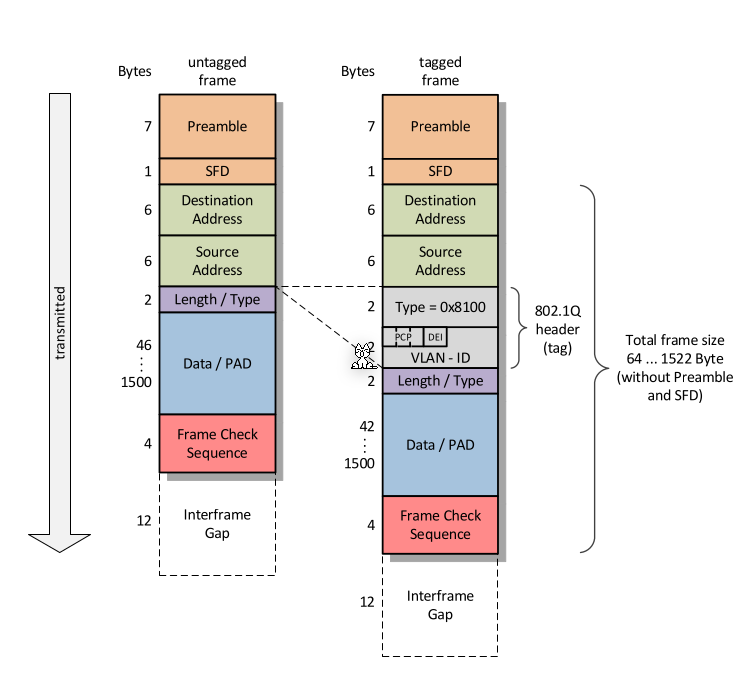 untagged
frame
Bytes
7
Preamble
1
SFD
6
Destination
Address
6
Source
Address
2
Length / Type
46
1500
Data / PAD
4
Frame Check
Sequence
12
Interframe
Gap
transmitted
tagged
frame
Bytes
7
Preamble
1
SFD
6
Destination
Address
6
Source
Address
2
Type = 0x8100
2
PCP
DEI
VLAN - ID
2
Length / Type
42
1500
Data / PAD
4
Frame Check
Sequence
12
Interframe
Gap
802.1Q
header
(tag)
Total frame size
64 ... 1522 Byte
(without Preamble
and SFD)